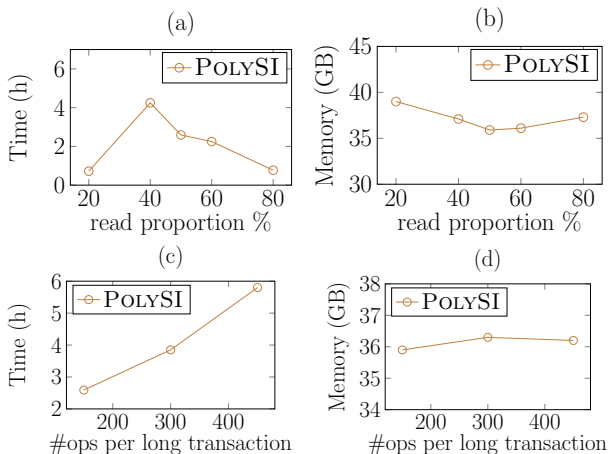 (a)
6
4
2
0
Time (h)
POLYSI
20 40 60 80
read proportion %
(b)
45
40
35
30
Memory (GB)
POLYSI
20 40 60 80
read proportion %
(c)
6
5
4
3
2
Time (h)
POLYSI
200 300 400
#ops per long transaction
(d)
38
37
36
35
34
Memory (GB)
POLYSI
200 300 400
#ops per long transaction